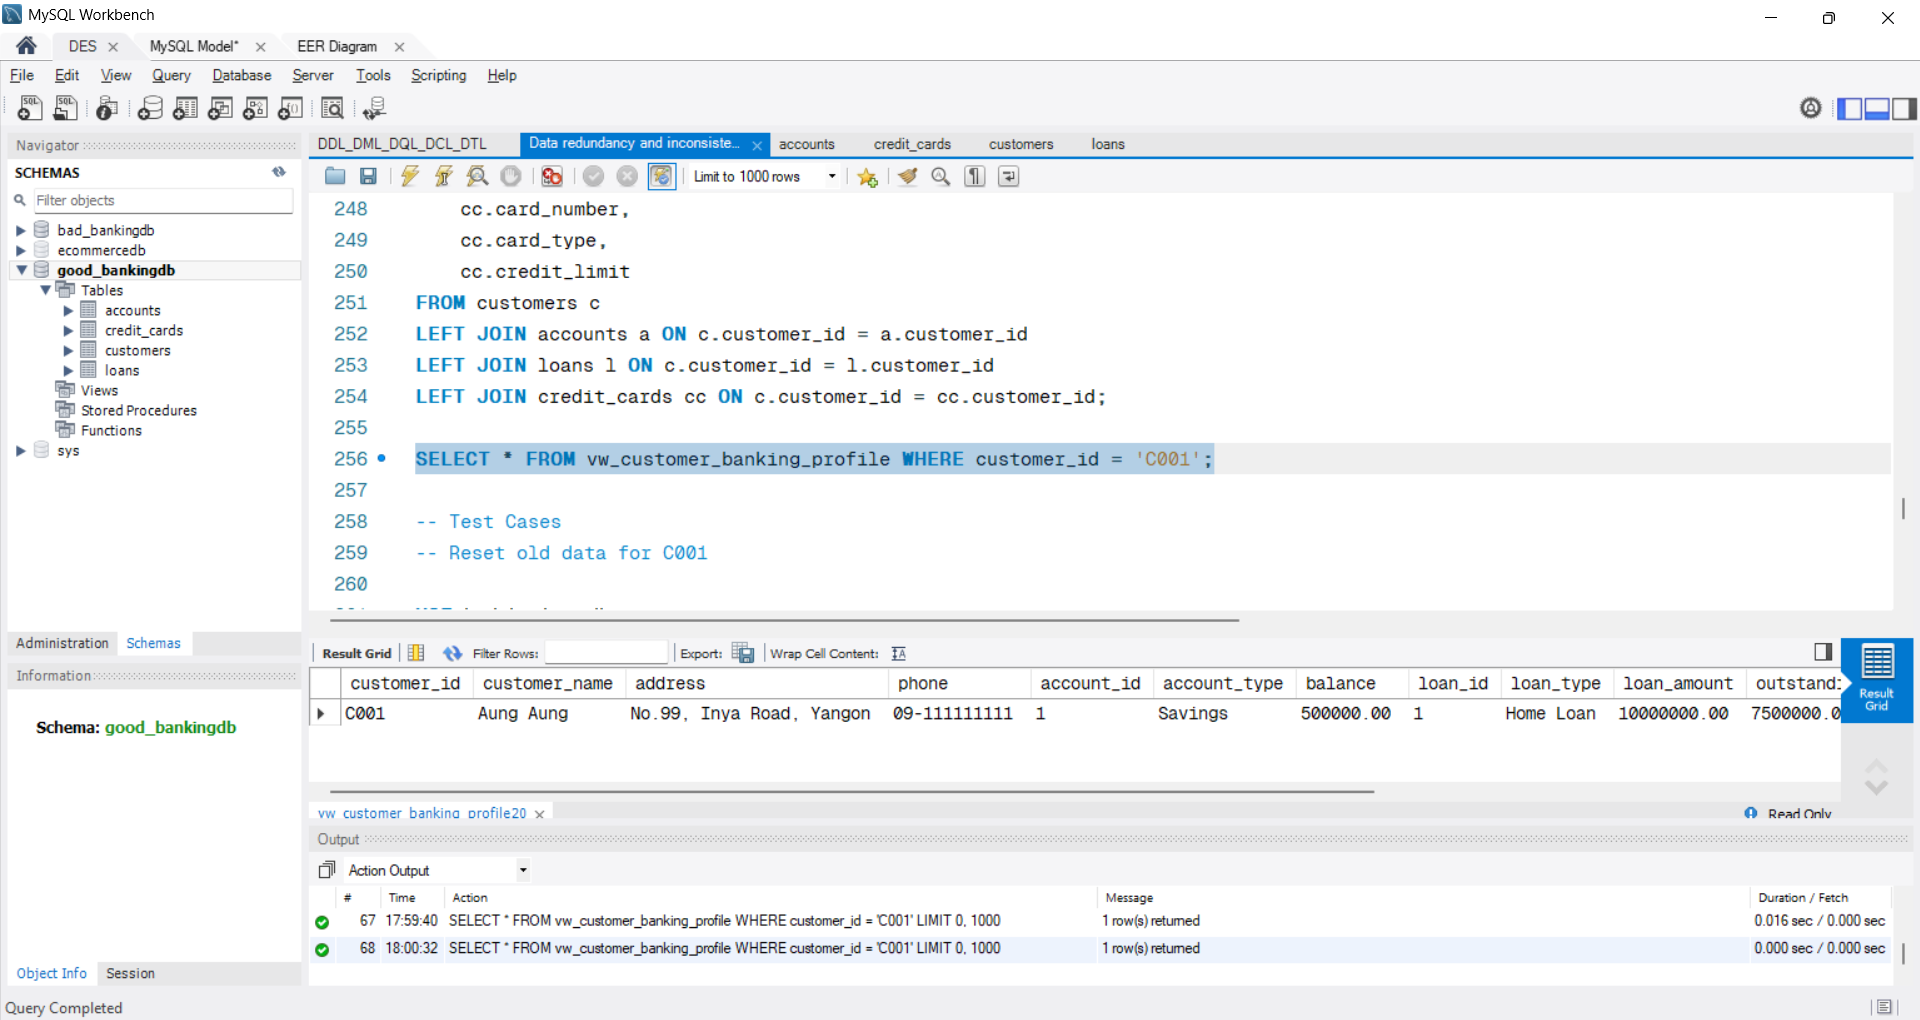 MySQL Workbench
DES
MySQL Model*
EER Diagram
File Edit View Query Database Server Tools Scripting Help
Navigator
SCHEMAS
Filter objects
bad_bankingdb
ecommercedb
good_bankingdb
Tables
accounts
credit_cards
customers
loans
Views
Stored Procedures
Functions
sys
Administration Schemas
Information
Schema: good_bankingdb
Object Info Session
DDL_DML_DQL_DCL_DTL Data redundancy and inconsiste... accounts credit_cards customers loans
Limit to 1000 rows
248 cc.card_number,
249 cc.card_type,
250 cc.credit_limit
251 FROM customers c
252 LEFT JOIN accounts a ON c.customer_id = a.customer_id
253 LEFT JOIN loans l ON c.customer_id = l.customer_id
254 LEFT JOIN credit_cards cc ON c.customer_id = cc.customer_id;
255
256 SELECT * FROM vw_customer_banking_profile WHERE customer_id = 'C001';
257
258 -- Test Cases
259 -- Reset old data for C001
260
Result Grid Filter Rows: Export: Wrap Cell Content:
customer_id customer_name address phone account_id account_type balance loan_id loan_type loan_amount outstandi
C001 Aung Aung No.99, Inya Road, Yangon 09-111111111 1 Savings 500000.00 1 Home Loan 10000000.00 7500000.0
Result Grid
vw_customer_banking_profile20
Read Only
Output
Action Output
# Time Action Message Duration / Fetch
67 17:59:40 SELECT * FROM vw_customer_banking_profile WHERE customer_id = 'C001' LIMIT 0, 1000 1 row(s) returned 0.016 sec / 0.000 sec
68 18:00:32 SELECT * FROM vw_customer_banking_profile WHERE customer_id = 'C001' LIMIT 0, 1000 1 row(s) returned 0.000 sec / 0.000 sec
Query Completed